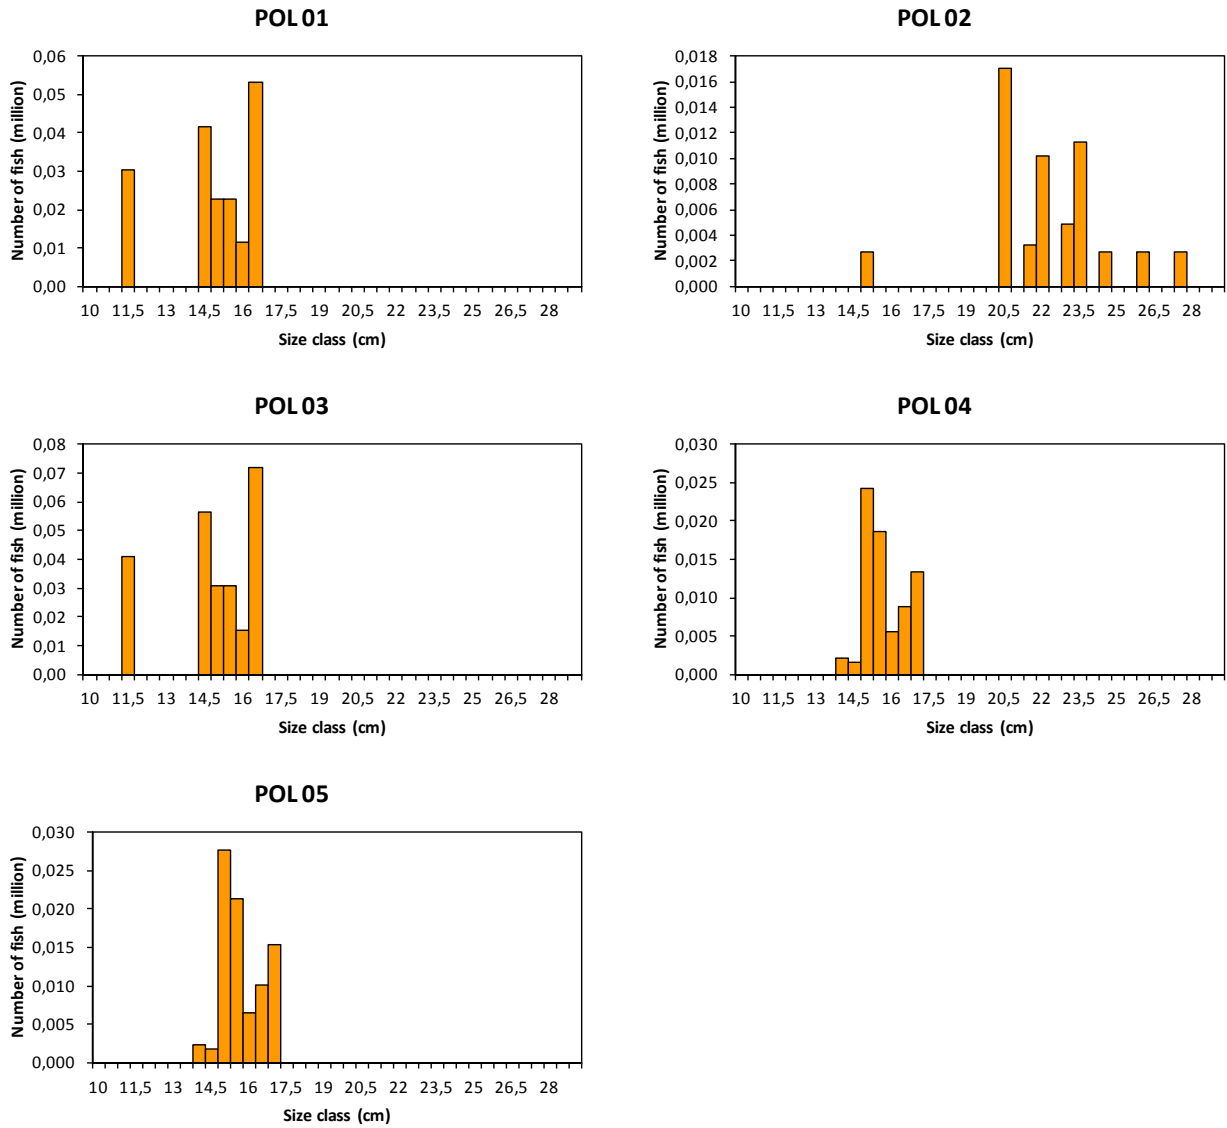 POL 01
Number of fish (million)
0,06
0,05
0,04
0,03
0,02
0,01
0,00
10 11,5 13 14,5 16 17,5 19 20,5 22 23,5 25 26,5 28
Size class (cm)
POL 02
Number of fish (million)
0,018
0,016
0,014
0,012
0,010
0,008
0,006
0,004
0,002
0,000
10 11,5 13 14,5 16 17,5 19 20,5 22 23,5 25 26,5 28
Size class (cm)
POL 03
Number of fish (million)
0,08
0,07
0,06
0,05
0,04
0,03
0,02
0,01
0,00
10 11,5 13 14,5 16 17,5 19 20,5 22 23,5 25 26,5 28
Size class (cm)
POL 04
Number of fish (million)
0,030
0,025
0,020
0,015
0,010
0,005
0,000
10 11,5 13 14,5 16 17,5 19 20,5 22 23,5 25 26,5 28
Size class (cm)
POL 05
Number of fish (million)
0,030
0,025
0,020
0,015
0,010
0,005
0,000
10 11,5 13 14,5 16 17,5 19 20,5 22 23,5 25 26,5 28
Size class (cm)